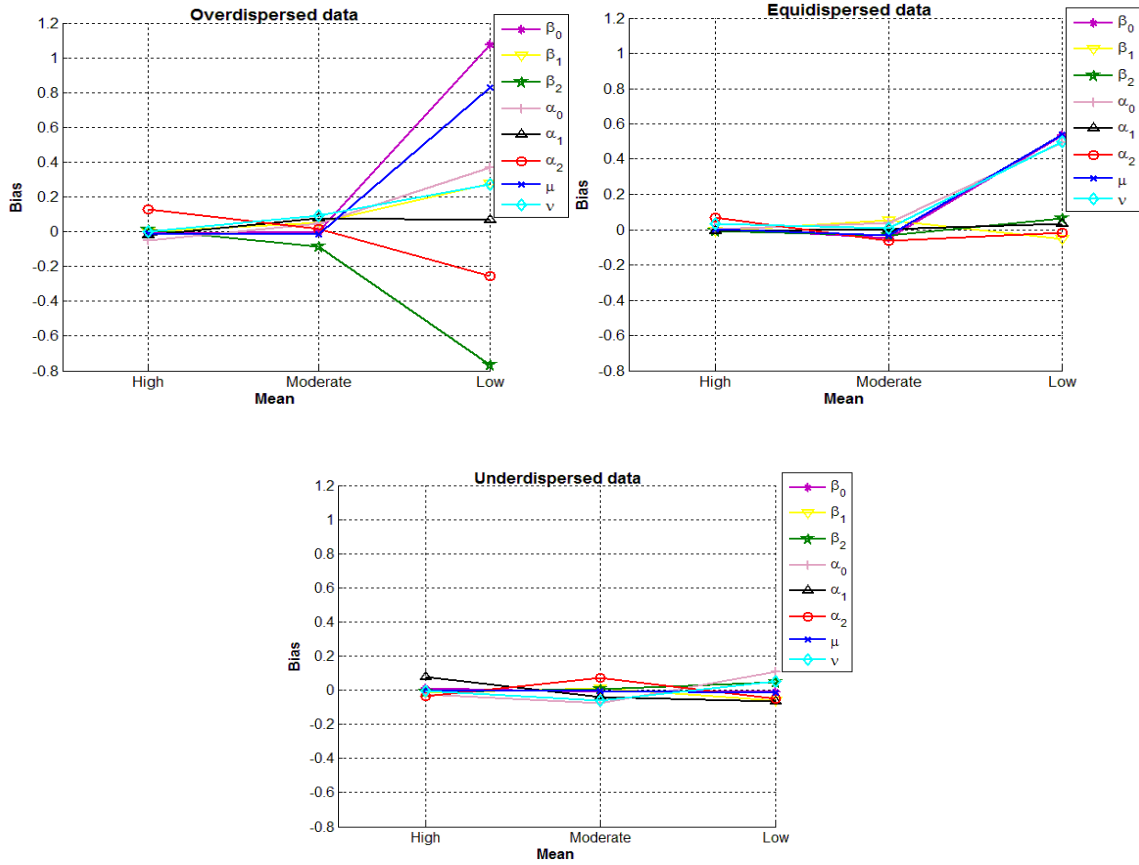 Overdispersed data
1.2
1
0.8
0.6
0.4
0.2
0
-0.2
-0.4
-0.6
-0.8
Bias
High
Moderate
Low
Mean
β0
β1
β2
α0
α1
α2
μ
ν
Equidispersed data
1.2
1
0.8
0.6
0.4
0.2
0
-0.2
-0.4
-0.6
-0.8
Bias
High
Moderate
Low
Mean
β0
β1
β2
α0
α1
α2
μ
ν
Underdispersed data
1.2
1
0.8
0.6
0.4
0.2
0
-0.2
-0.4
-0.6
-0.8
Bias
High
Moderate
Low
Mean
β0
β1
β2
α0
α1
α2
μ
ν